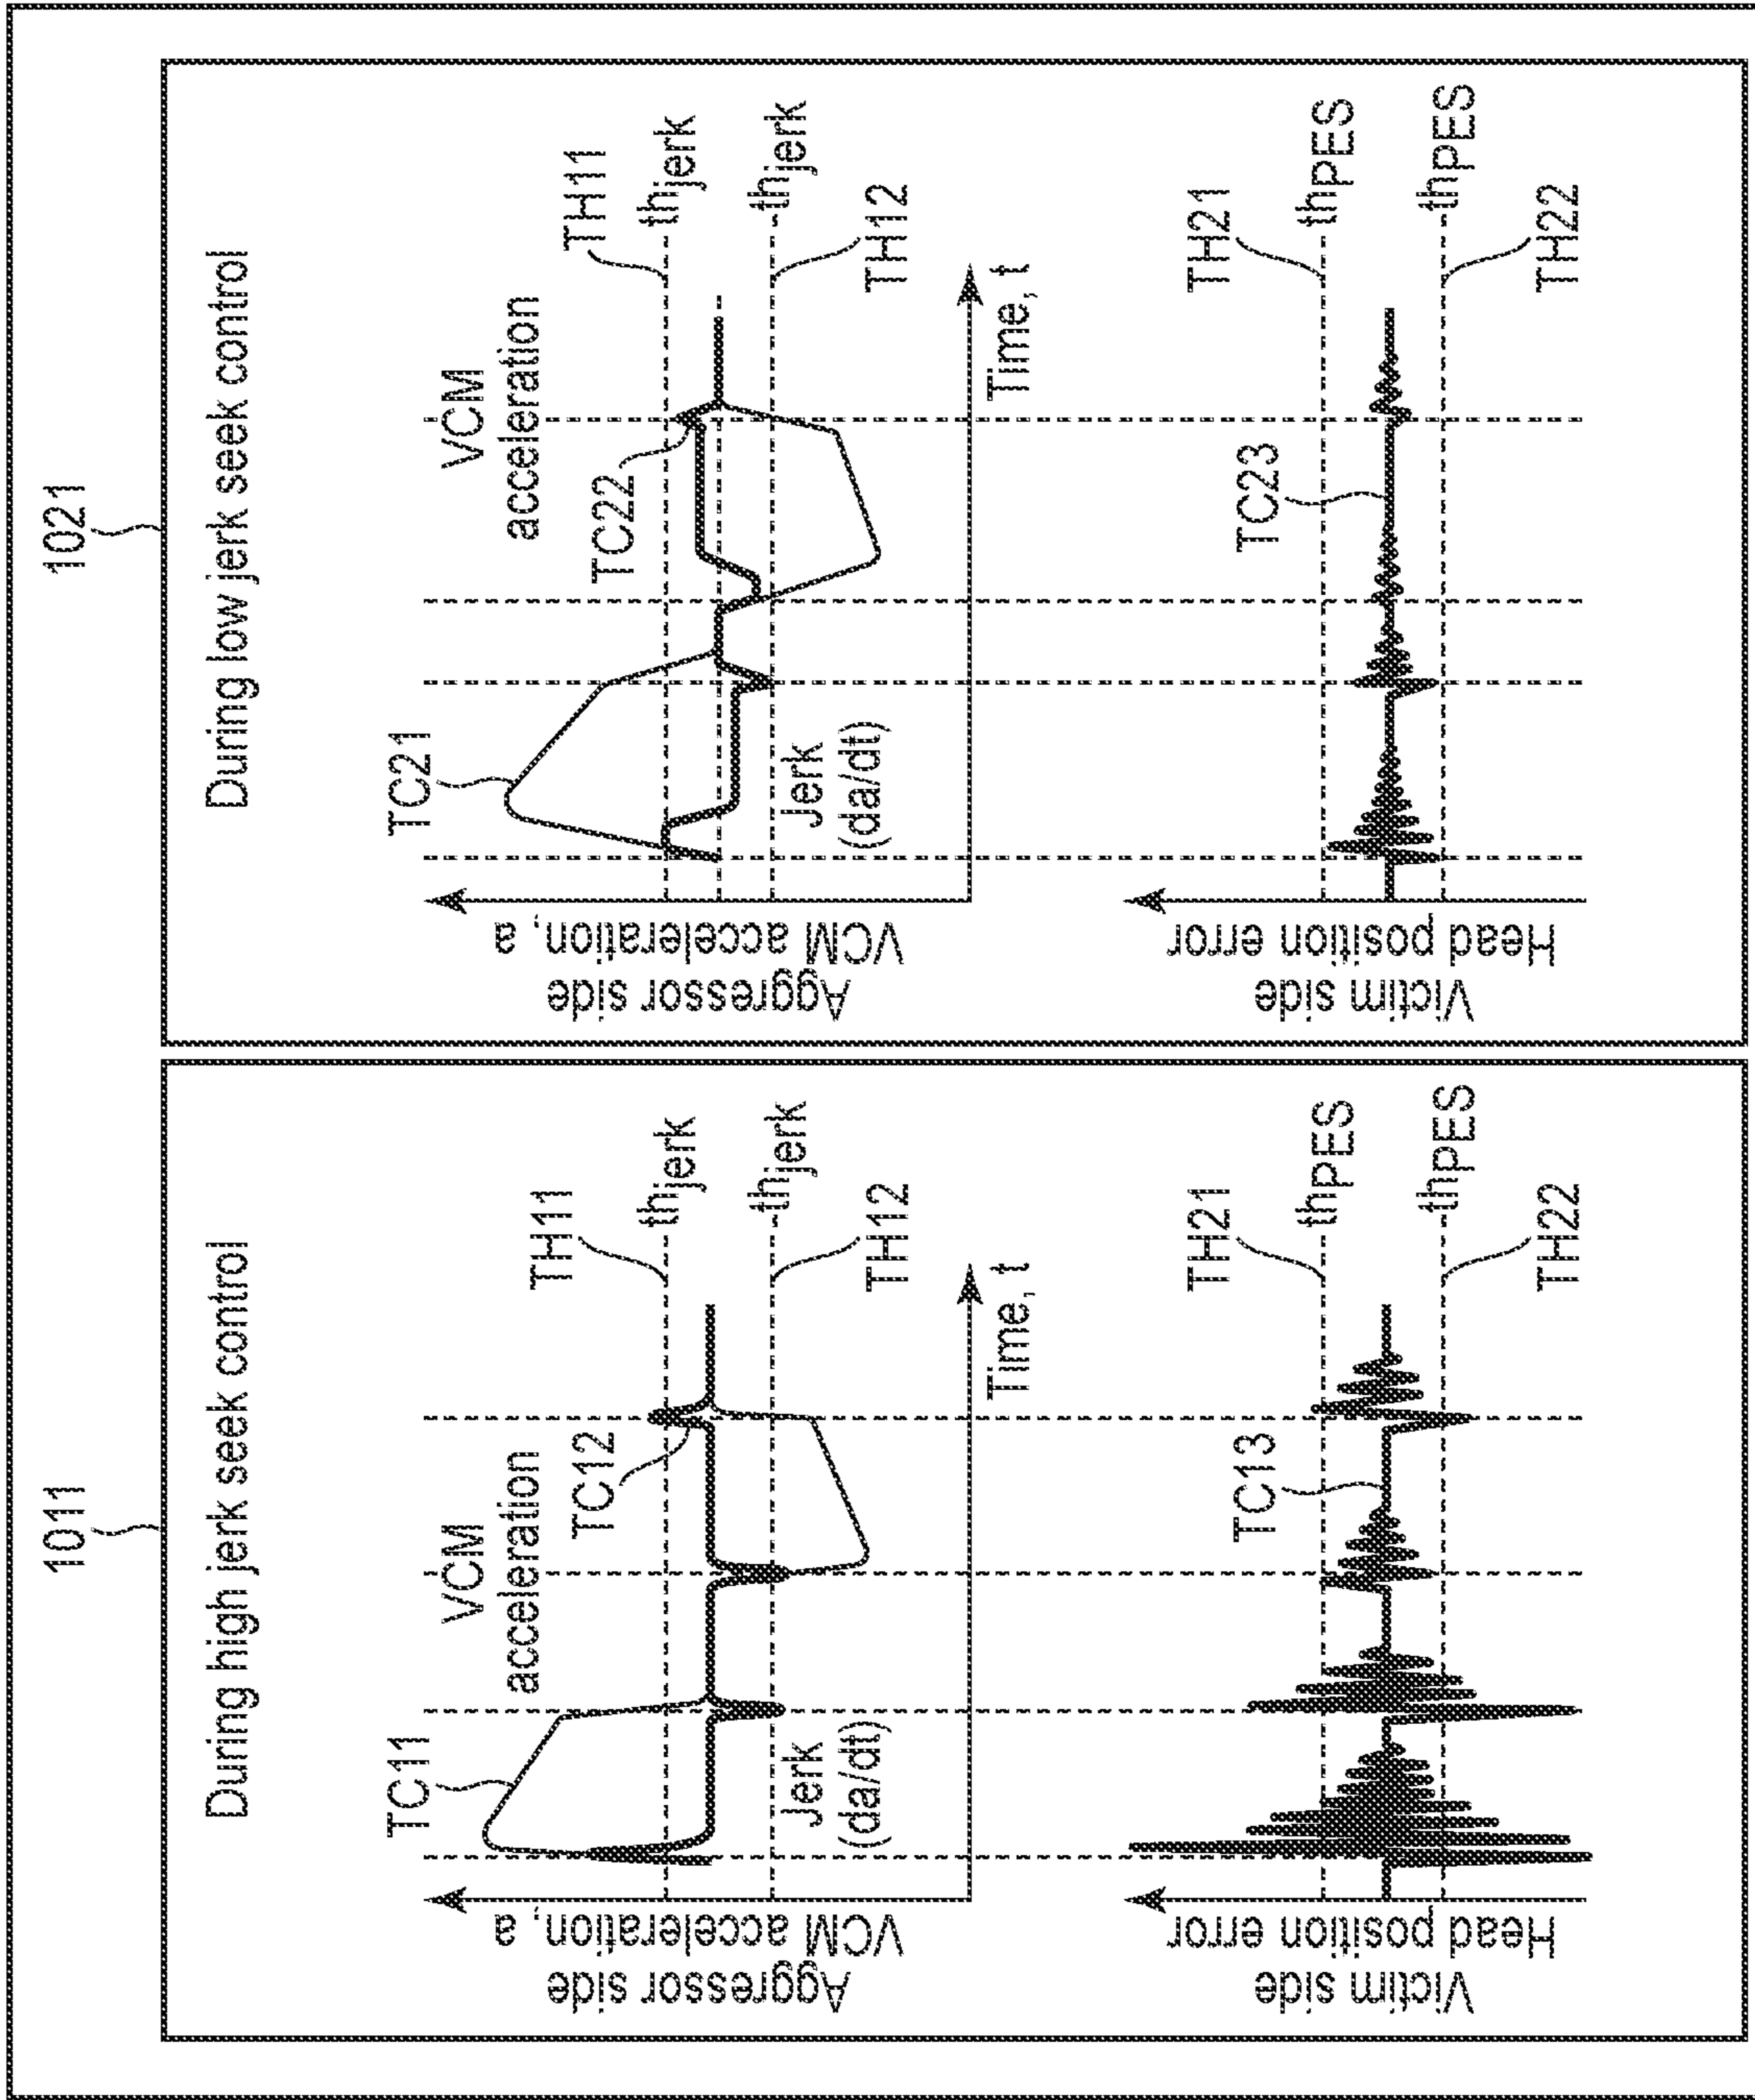 1011
During high jerk seek control
TC11
VCM
acceleration
TC12
TH11
thjerk
-thjerk
TH12
Jerk
(da/dt)
Aggressor side
VCM acceleration, a
Time, t
TH21
thPES
-thPES
TH22
TC13
Victim side
Head position error
1021
During low jerk seek control
TC21
VCM
acceleration
TC22
TH11
thjerk
-thjerk
TH12
Jerk
(da/dt)
Aggressor side
VCM acceleration, a
Time, t
TH21
thPES
-thPES
TH22
TC23
Victim side
Head position error